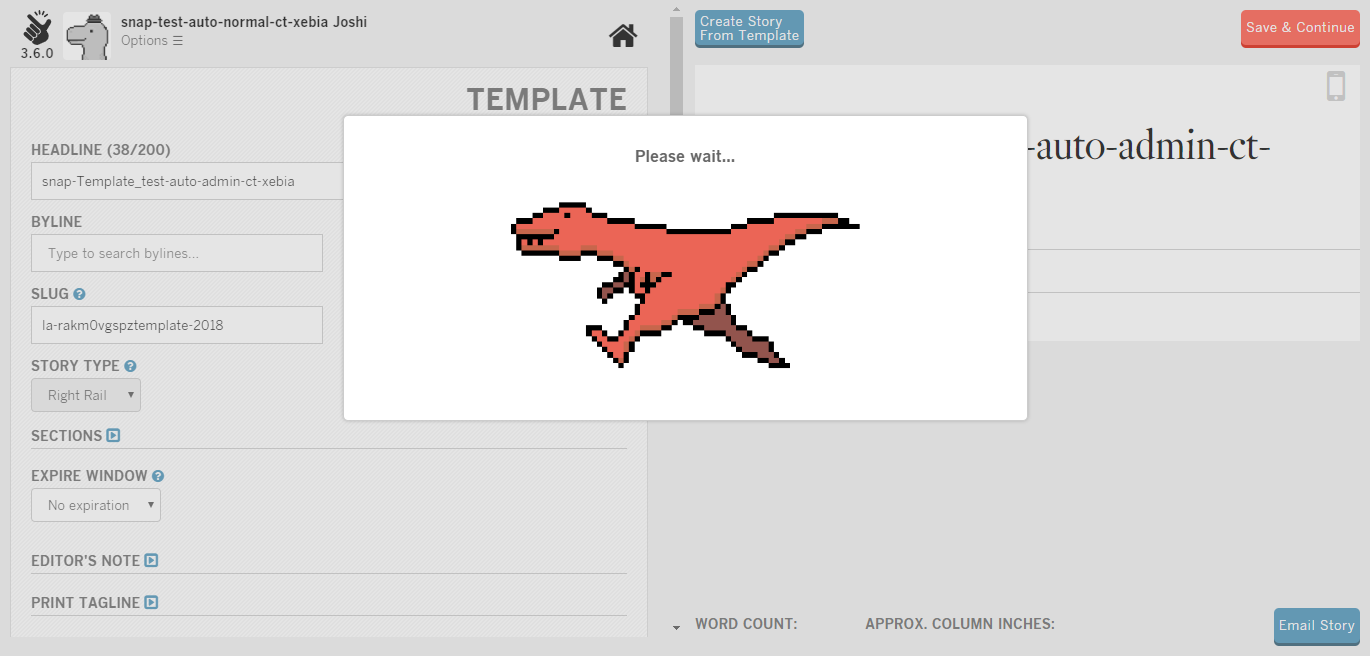 snap-test-auto-normal-ct-xebia Joshi
Options ☰
3.6.0
Create Story
From Template
Save & Continue
TEMPLATE
Please wait...
HEADLINE (38/200)
snap-Template_test-auto-admin-ct-xebia
-auto-admin-ct-
BYLINE
Type to search bylines...
SLUG ?
la-rakm0vgspztemplate-2018
STORY TYPE ?
Right Rail
SECTIONS
EXPIRE WINDOW ?
No expiration
EDITOR'S NOTE
PRINT TAGLINE
WORD COUNT:
APPROX. COLUMN INCHES:
Email Story